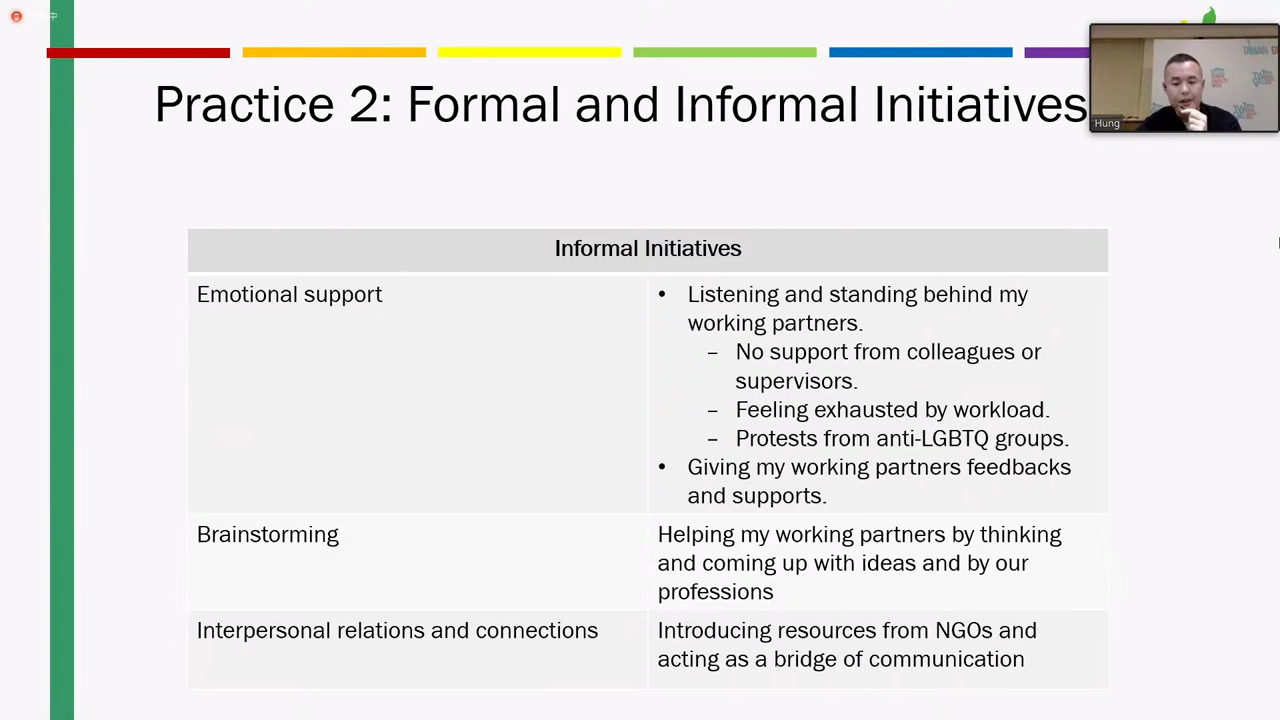 Practice 2: Formal and Informal Initiatives
Hung
Informal Initiatives
Emotional support
• Listening and standing behind my
working partners.
– No support from colleagues or
supervisors.
– Feeling exhausted by workload.
– Protests from anti-LGBTQ groups.
• Giving my working partners feedbacks
and supports.
Brainstorming
Helping my working partners by thinking
and coming up with ideas and by our
professions
Interpersonal relations and connections
Introducing resources from NGOs and
acting as a bridge of communication